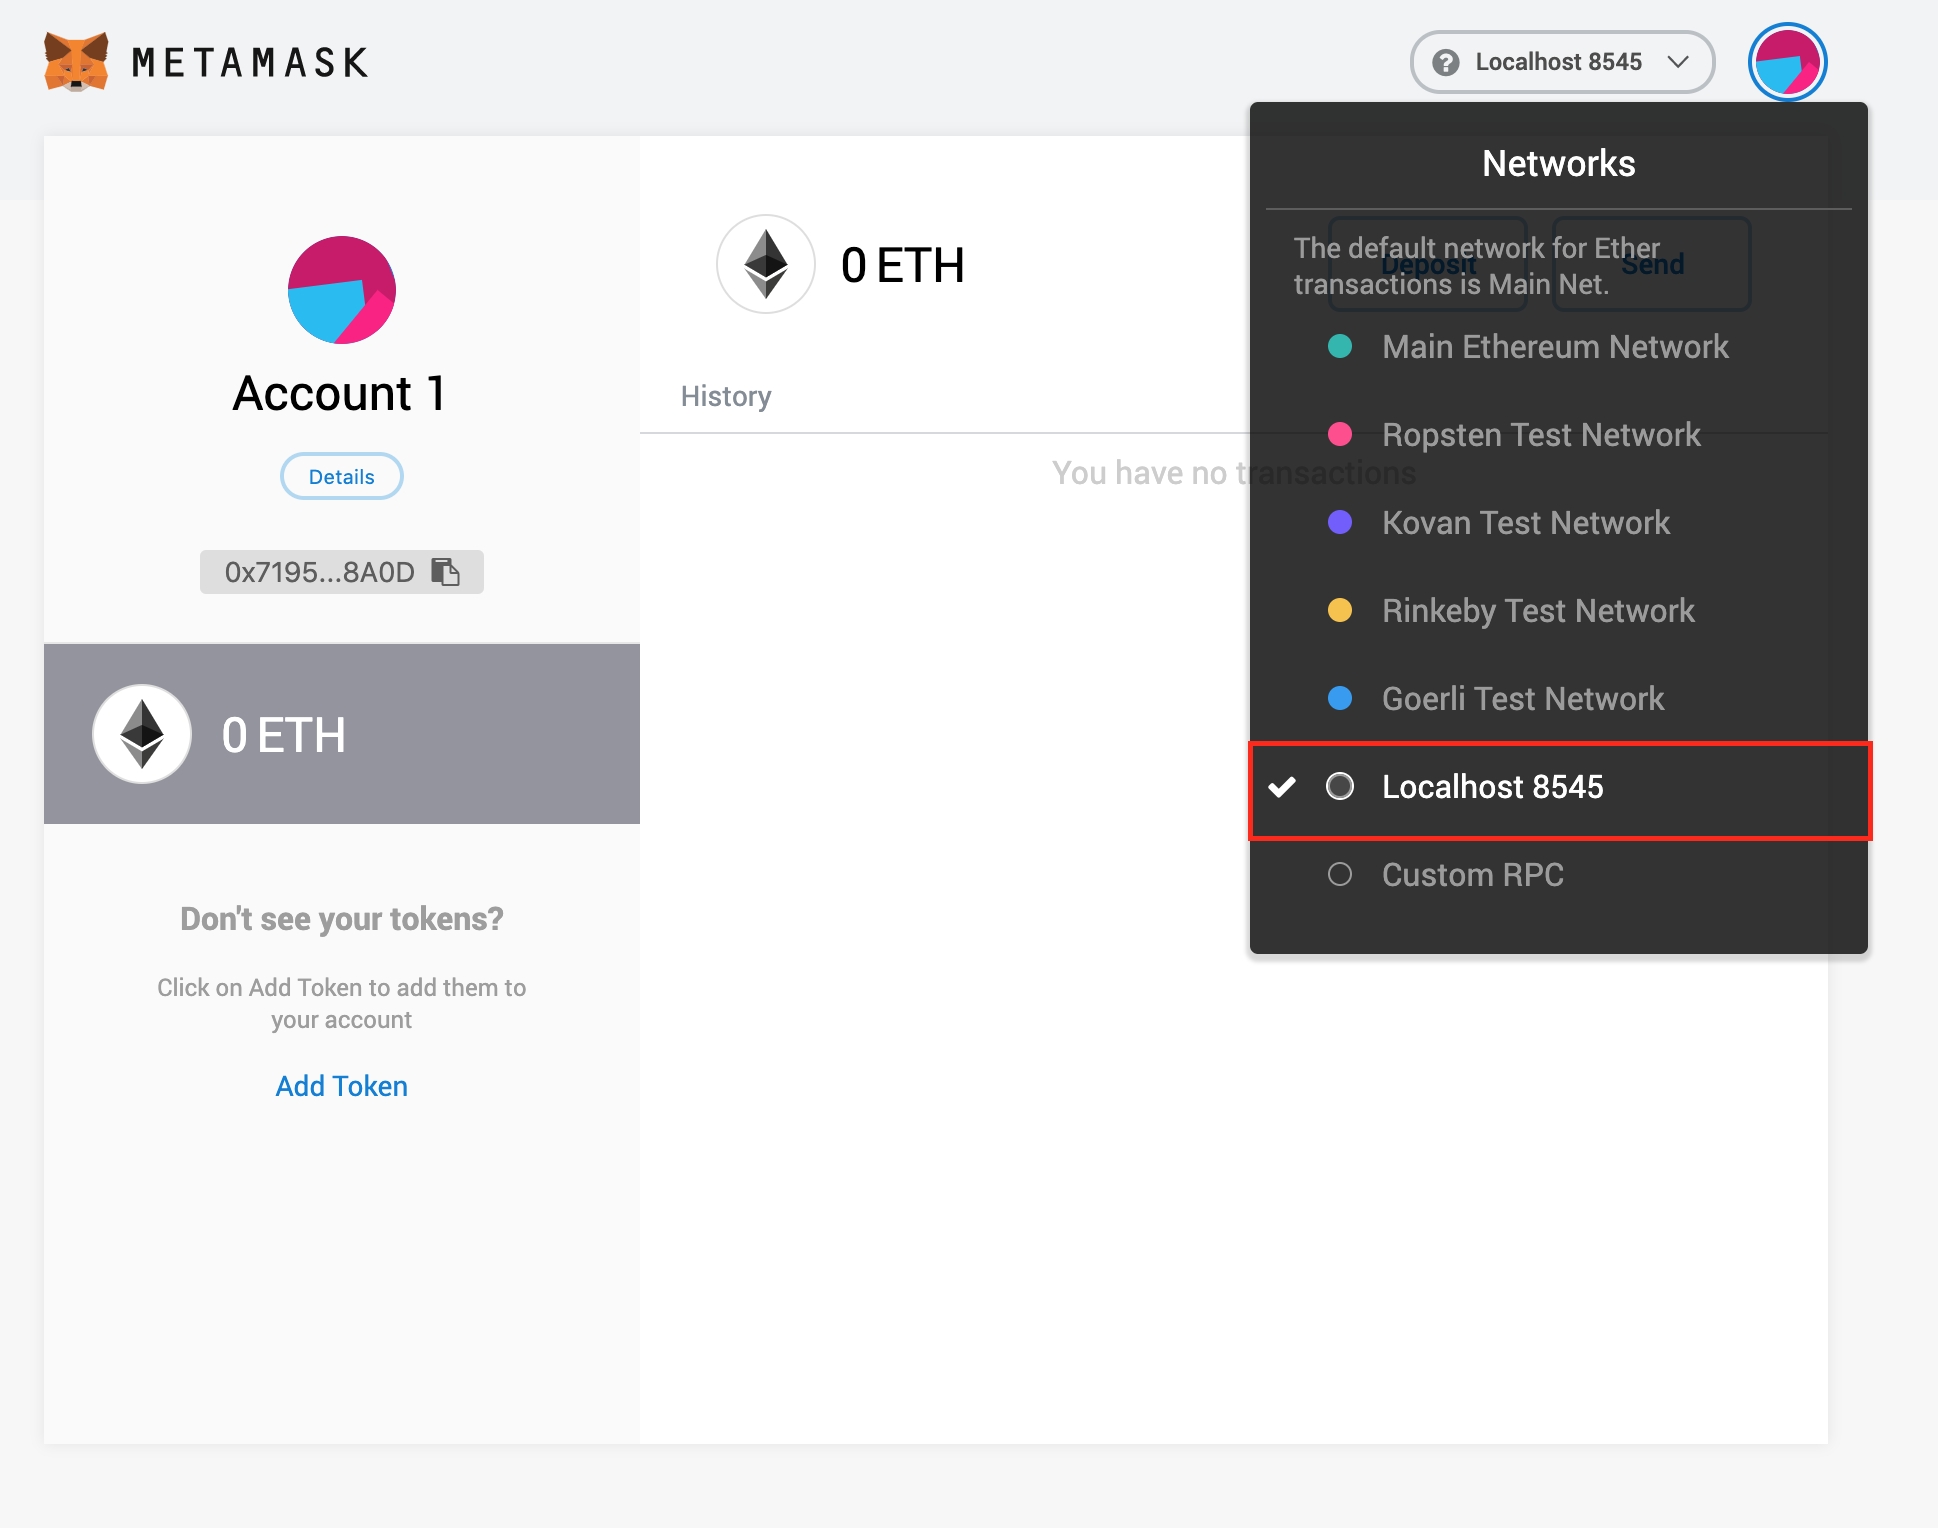 METAMASK
Localhost 8545
Account 1
Details
0x7195...8A0D
0 ETH
Don't see your tokens?
Click on Add Token to add them to
your account
Add Token
0 ETH
Deposit
Send
History
You have no transactions
Networks
The default network for Ether
transactions is Main Net.
Main Ethereum Network
Ropsten Test Network
Kovan Test Network
Rinkeby Test Network
Goerli Test Network
Localhost 8545
Custom RPC